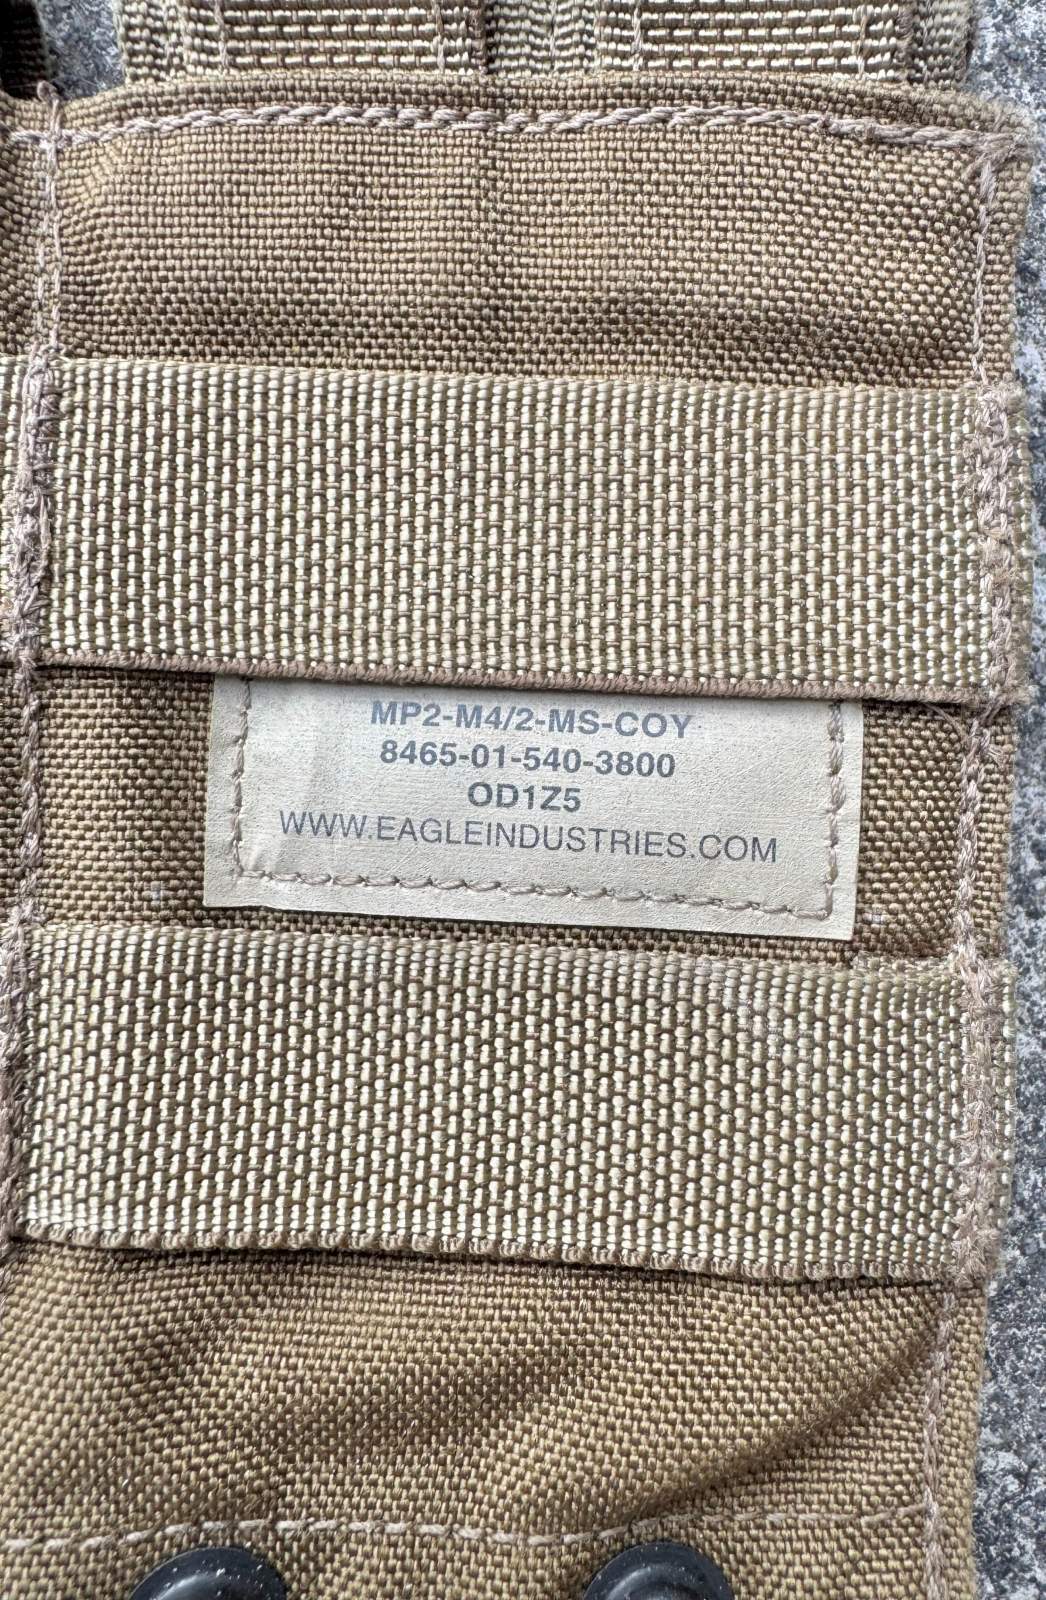 MP2-M4/2-MS-COY
8465-01-540-3800
OD1Z5
WWW.EAGLEINDUSTRIES.COM